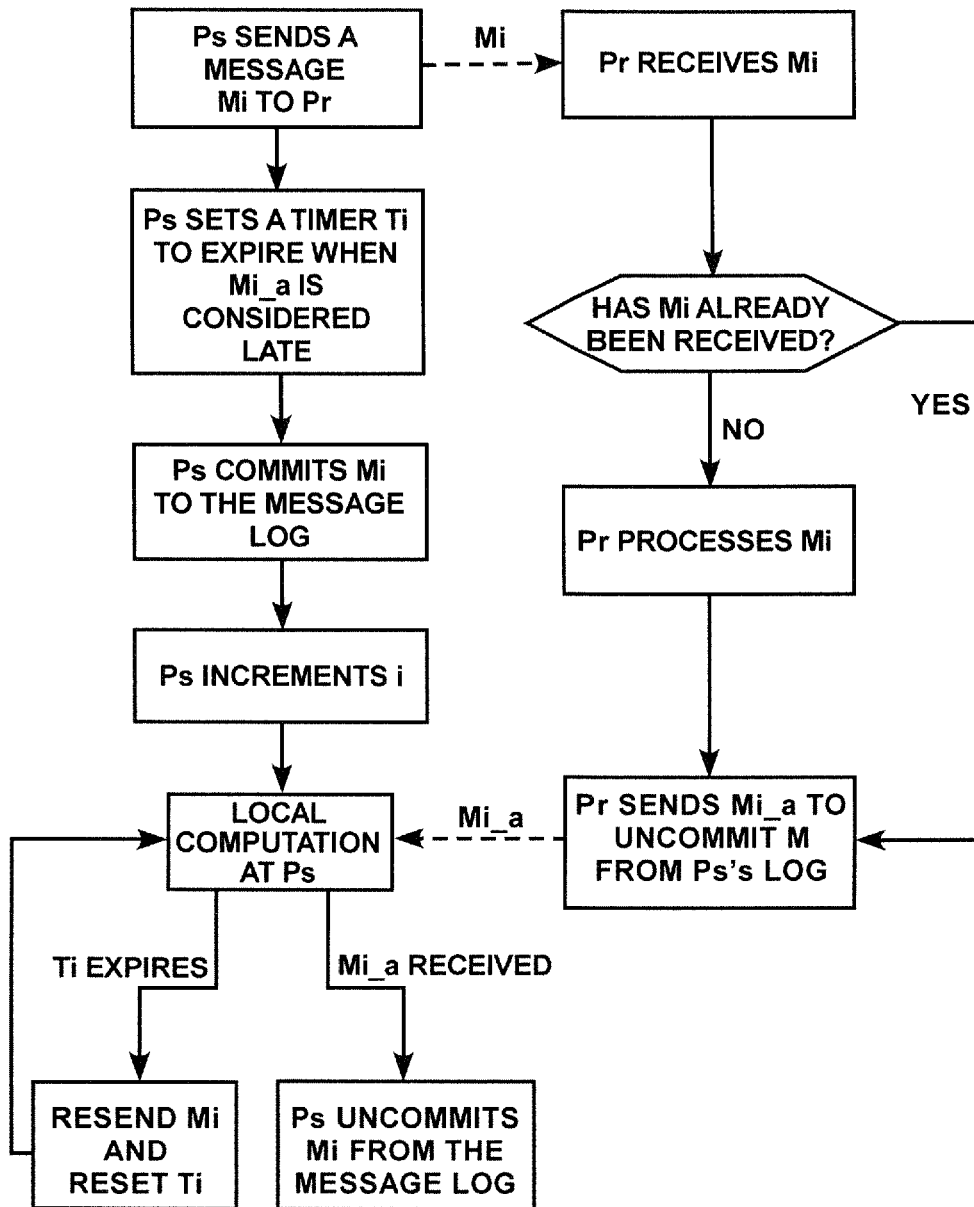 Ps SENDS A
MESSAGE
Mi TO Pr
Mi
Pr RECEIVES Mi
Ps SETS A TIMER Ti
TO EXPIRE WHEN
Mi_a IS
CONSIDERED
LATE
HAS Mi ALREADY
BEEN RECEIVED?
YES
NO
Ps COMMITS Mi
TO THE MESSAGE
LOG
Pr PROCESSES Mi
Ps INCREMENTS i
LOCAL
COMPUTATION
AT Ps
Mi_a
Pr SENDS Mi_a TO
UNCOMMIT M
FROM Ps's LOG
Ti EXPIRES
Mi_a RECEIVED
RESEND Mi
AND
RESET Ti
Ps UNCOMMITS
Mi FROM THE
MESSAGE LOG